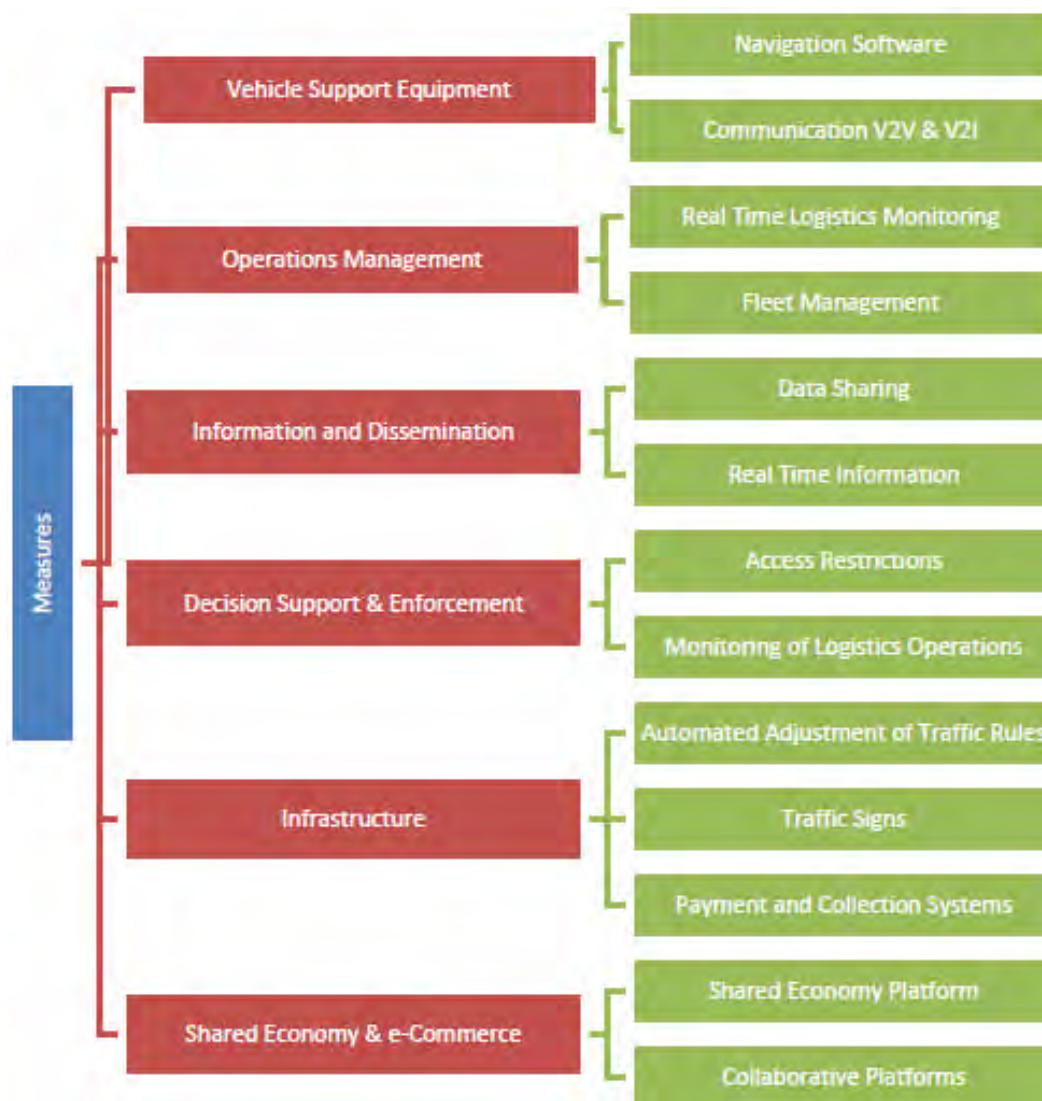 Measures
Vehicle Support Equipment
Navigation Software
Communication V2V & V2I
Operations Management
Real Time Logistics Monitoring
Fleet Management
Information and Dissemination
Data Sharing
Real Time Information
Decision Support & Enforcement
Access Restrictions
Monitoring of Logistics Operations
Infrastructure
Automated Adjustment of Traffic Rules
Traffic Signs
Payment and Collection Systems
Shared Economy & e-Commerce
Shared Economy Platform
Collaborative Platforms